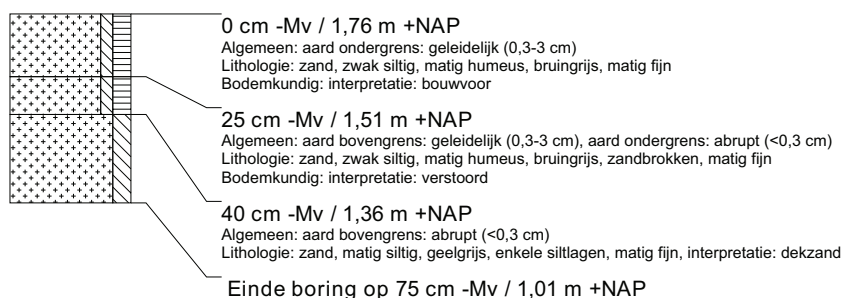 0 cm -Mv / 1,76 m +NAP
Algemeen: aard ondergrens: geleidelijk (0,3-3 cm)
Lithologie: zand, zwak siltig, matig humeus, bruingrijs, matig fijn
Bodemkundig: interpretatie: bouwvoor
25 cm -Mv / 1,51 m +NAP
Algemeen: aard bovengrens: geleidelijk (0,3-3 cm), aard ondergrens: abrupt (<0,3 cm)
Lithologie: zand, zwak siltig, matig humeus, bruingrijs, zandbrokken, matig fijn
Bodemkundig: interpretatie: verstoord
40 cm -Mv / 1,36 m +NAP
Algemeen: aard bovengrens: abrupt (<0,3 cm)
Lithologie: zand, matig siltig, geelgrijs, enkele siltlagen, matig fijn, interpretatie: dekzand
Einde boring op 75 cm -Mv / 1,01 m +NAP